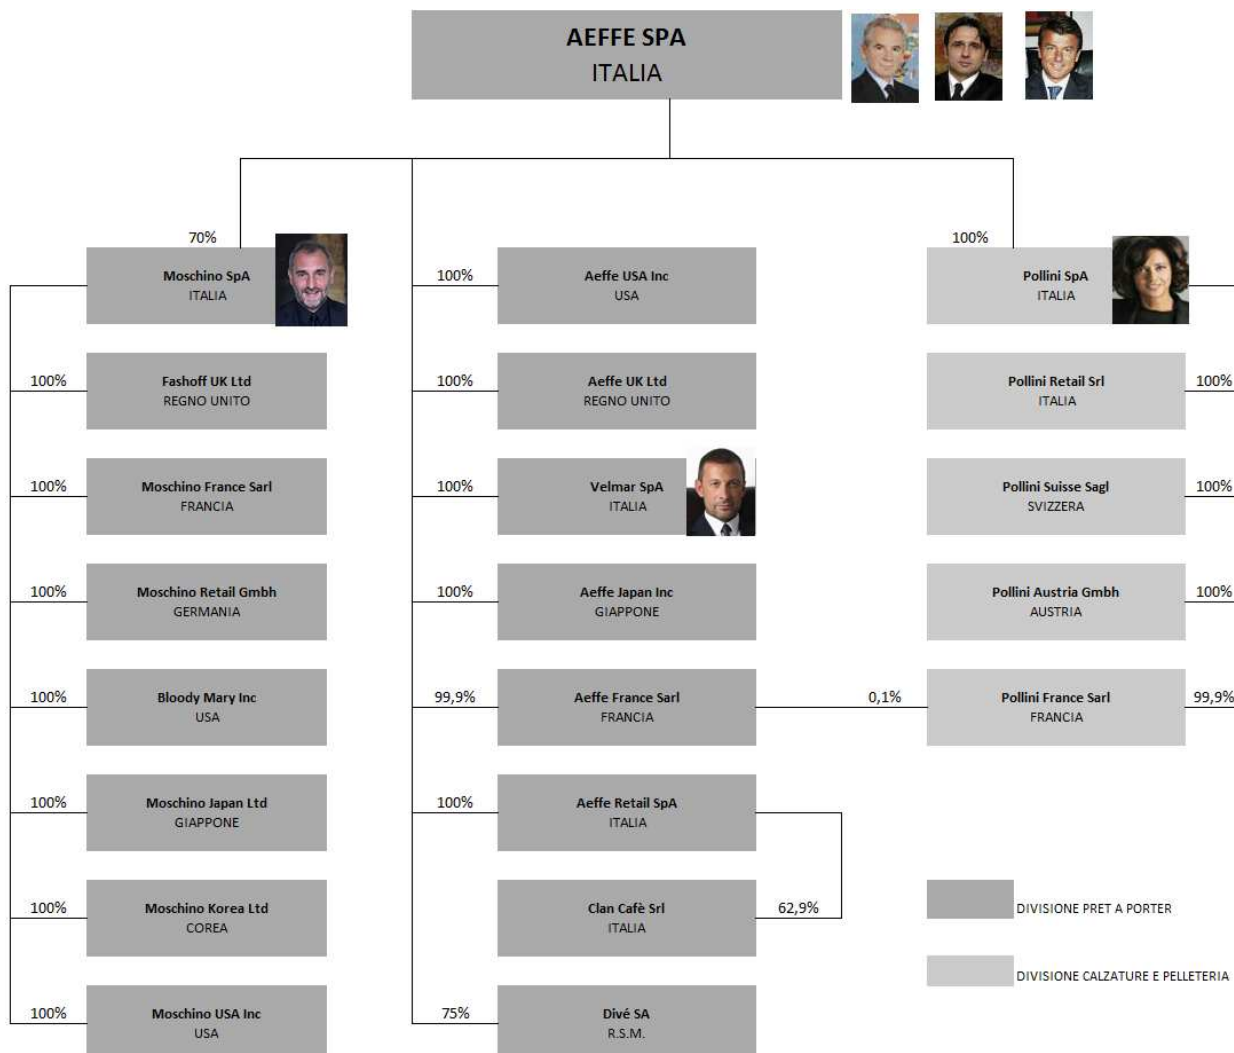 AEFFE SPA
ITALIA
70%
Moschino SpA
ITALIA
100%
Fashoff UK Ltd
REGNO UNITO
100%
Moschino France Sarl
FRANCIA
100%
Moschino Retail Gmbh
GERMANIA
100%
Bloody Mary Inc
USA
100%
Moschino Japan Ltd
GIAPPONE
100%
Moschino Korea Ltd
COREA
100%
Moschino USA Inc
USA
100%
Aeffe USA Inc
USA
100%
Aeffe UK Ltd
REGNO UNITO
100%
Velmar SpA
ITALIA
100%
Aeffe Japan Inc
GIAPPONE
99,9%
Aeffe France Sarl
FRANCIA
0,1%
100%
Aeffe Retail SpA
ITALIA
Clan Cafè Srl
ITALIA
62,9%
75%
Divé SA
R.S.M.
100%
Pollini SpA
ITALIA
Pollini Retail Srl
ITALIA
100%
Pollini Suisse Sagl
SVIZZERA
100%
Pollini Austria Gmbh
AUSTRIA
100%
Pollini France Sarl
FRANCIA
99,9%
DIVISIONE PRET A PORTER
DIVISIONE CALZATURE E PELLETERIA